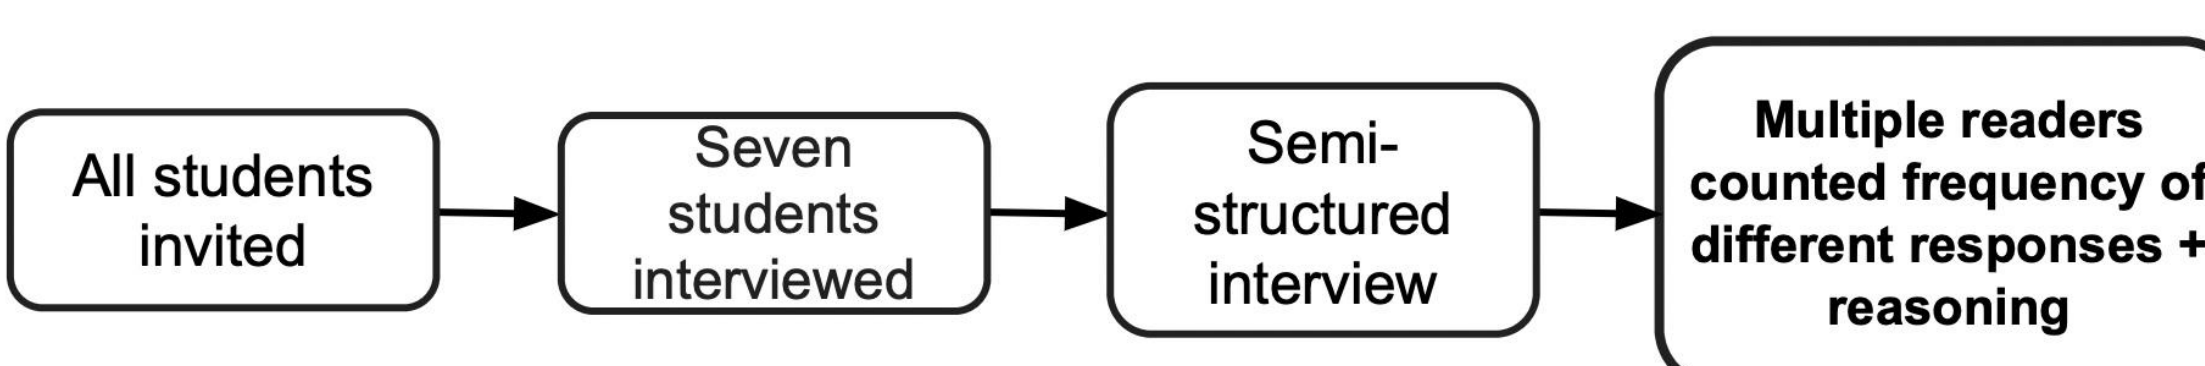 All students
invited
Seven
students
interviewed
Semi-
structured
interview
Multiple readers
counted frequency of
different responses +
reasoning